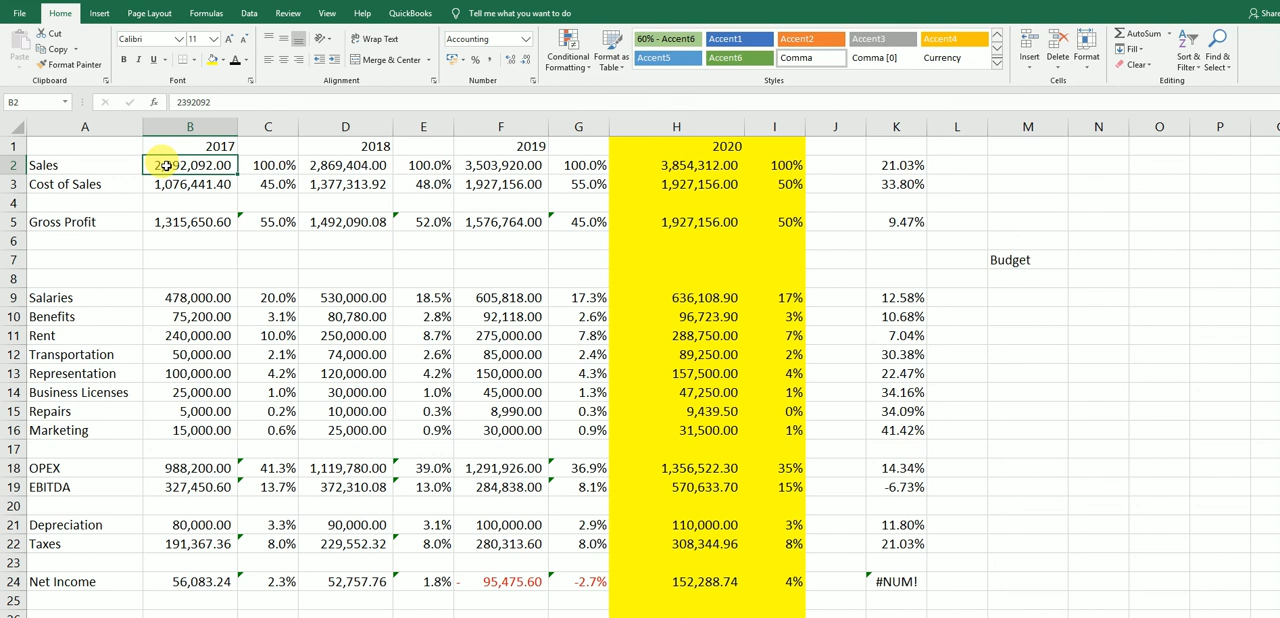 File Home Insert Page Layout Formulas Data Review View Help QuickBooks Tell me what you want to do Share
Paste Cut Copy Format Painter Clipboard
Calibri 11 B I U A Font
Wrap Text Merge & Center Alignment
Accounting $ % Number
Conditional Formatting Format as Table
60% - Accent6 Accent1 Accent2 Accent3 Accent4
Accent5 Accent6 Comma Comma [0] Currency
Styles
Insert Delete Format Cells
AutoSum Fill Clear Sort & Filter Find & Select Editing
B2 fx 2392092
A B C D E F G H I J K L M N O P
1 2017 2018 2019 2020
2 Sales 2,392,092.00 100.0% 2,869,404.00 100.0% 3,503,920.00 100.0% 3,854,312.00 100% 21.03%
3 Cost of Sales 1,076,441.40 45.0% 1,377,313.92 48.0% 1,927,156.00 55.0% 1,927,156.00 50% 33.80%
4
5 Gross Profit 1,315,650.60 55.0% 1,492,090.08 52.0% 1,576,764.00 45.0% 1,927,156.00 50% 9.47%
6
7 Budget
8
9 Salaries 478,000.00 20.0% 530,000.00 18.5% 605,818.00 17.3% 636,108.90 17% 12.58%
10 Benefits 75,200.00 3.1% 80,780.00 2.8% 92,118.00 2.6% 96,723.90 3% 10.68%
11 Rent 240,000.00 10.0% 250,000.00 8.7% 275,000.00 7.8% 288,750.00 7% 7.04%
12 Transportation 50,000.00 2.1% 74,000.00 2.6% 85,000.00 2.4% 89,250.00 2% 30.38%
13 Representation 100,000.00 4.2% 120,000.00 4.2% 150,000.00 4.3% 157,500.00 4% 22.47%
14 Business Licenses 25,000.00 1.0% 30,000.00 1.0% 45,000.00 1.3% 47,250.00 1% 34.16%
15 Repairs 5,000.00 0.2% 10,000.00 0.3% 8,990.00 0.3% 9,439.50 0% 34.09%
16 Marketing 15,000.00 0.6% 25,000.00 0.9% 30,000.00 0.9% 31,500.00 1% 41.42%
17
18 OPEX 988,200.00 41.3% 1,119,780.00 39.0% 1,291,926.00 36.9% 1,356,522.30 35% 14.34%
19 EBITDA 327,450.60 13.7% 372,310.08 13.0% 284,838.00 8.1% 570,633.70 15% -6.73%
20
21 Depreciation 80,000.00 3.3% 90,000.00 3.1% 100,000.00 2.9% 110,000.00 3% 11.80%
22 Taxes 191,367.36 8.0% 229,552.32 8.0% 280,313.60 8.0% 308,344.96 8% 21.03%
23
24 Net Income 56,083.24 2.3% 52,757.76 1.8% - 95,475.60 -2.7% 152,288.74 4% #NUM!
25